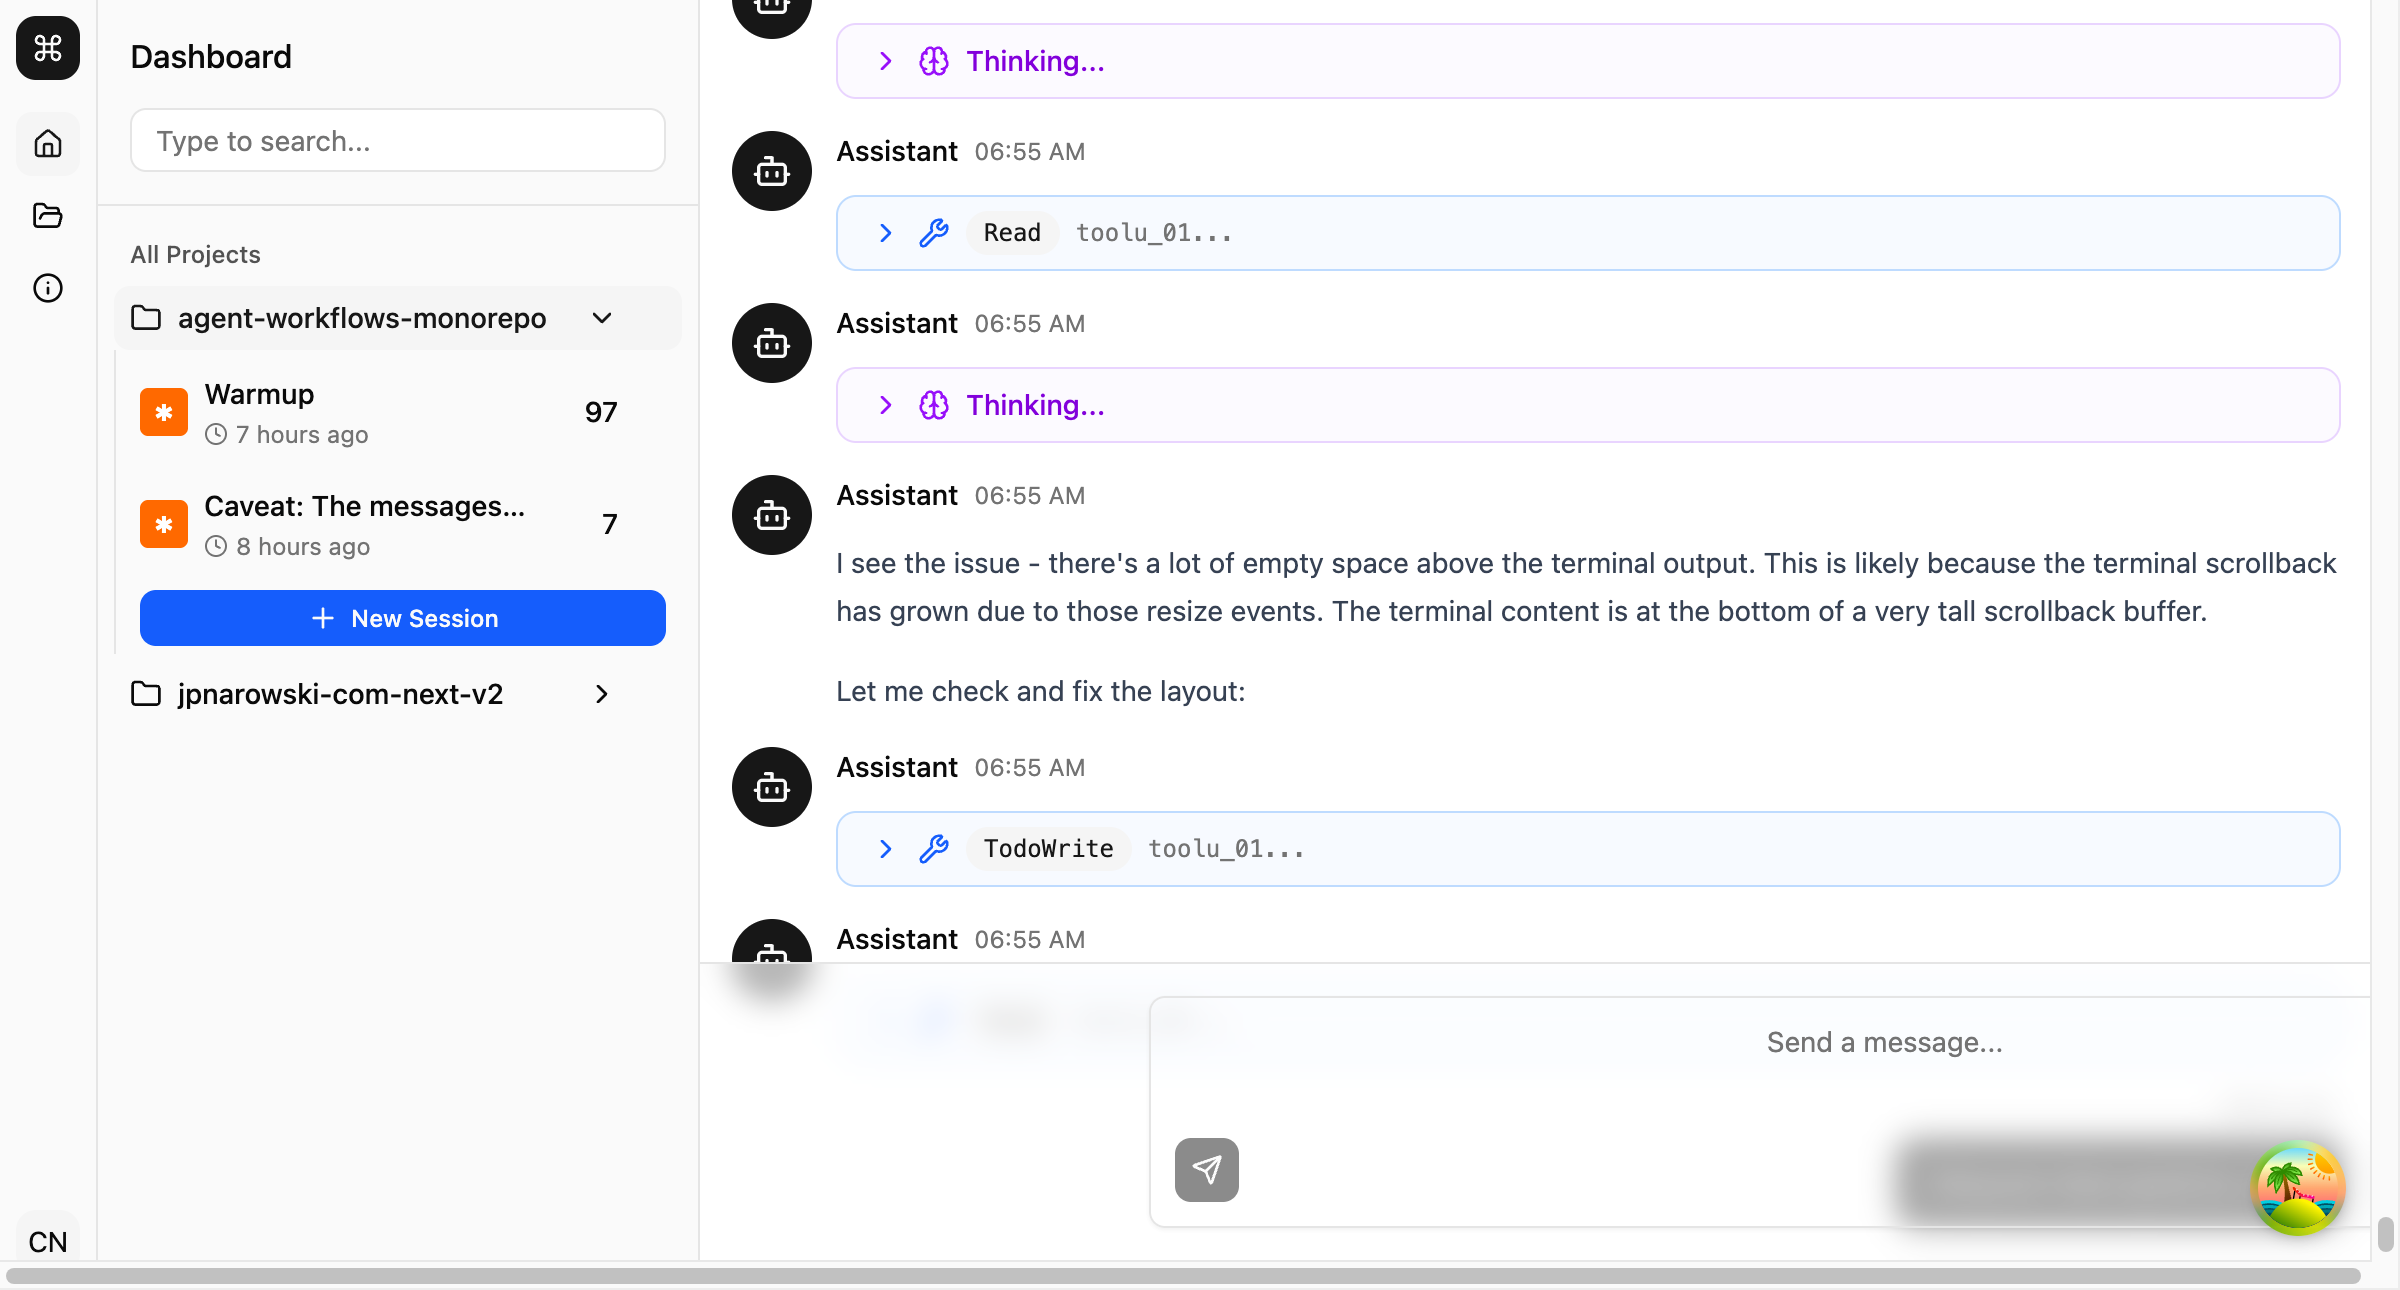 Dashboard
Type to search...
All Projects
agent-workflows-monorepo
Warmup
97
7 hours ago
Caveat: The messages...
7
8 hours ago
New Session
jpnarowski-com-next-v2
CN
Thinking...
Assistant 06:55 AM
Read toolu_01...
Assistant 06:55 AM
Thinking...
Assistant 06:55 AM
I see the issue - there's a lot of empty space above the terminal output. This is likely because the terminal scrollback
has grown due to those resize events. The terminal content is at the bottom of a very tall scrollback buffer.
Let me check and fix the layout:
Assistant 06:55 AM
TodoWrite toolu_01...
Assistant 06:55 AM
Send a message...